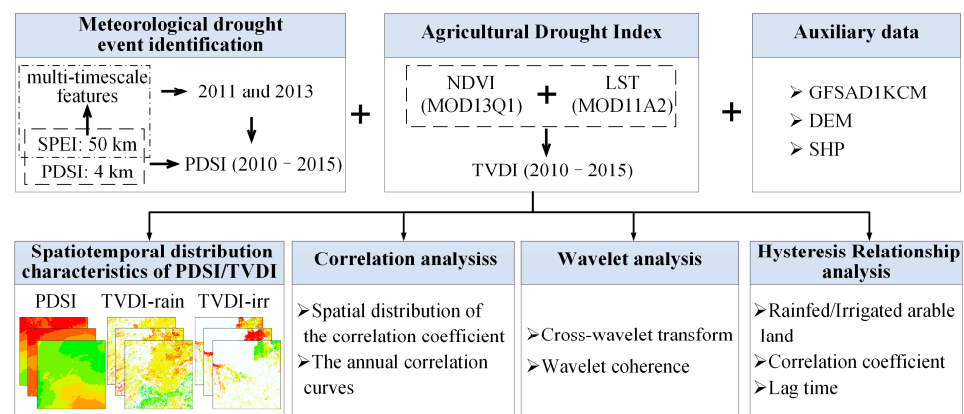 Meteorological drought
event identification
multi-timescale
features
2011 and 2013
SPEI: 50 km
PDSI: 4 km
PDSI (2010 – 2015)
+
Agricultural Drought Index
NDVI
(MOD13Q1)
+
LST
(MOD11A2)
TVDI (2010 – 2015)
+
Auxiliary data
➢ GFSAD1KCM
➢ DEM
➢ SHP
Spatiotemporal distribution
characteristics of PDSI/TVDI
PDSI TVDI-rain TVDI-irr
Correlation analysiss
➢Spatial distribution of
the correlation coefficient
➢The annual correlation
curves
Wavelet analysis
➢Cross-wavelet transform
➢Wavelet coherence
Hysteresis Relationship
analysis
➢Rainfed/Irrigated arable
land
➢Correlation coefficient
➢Lag time